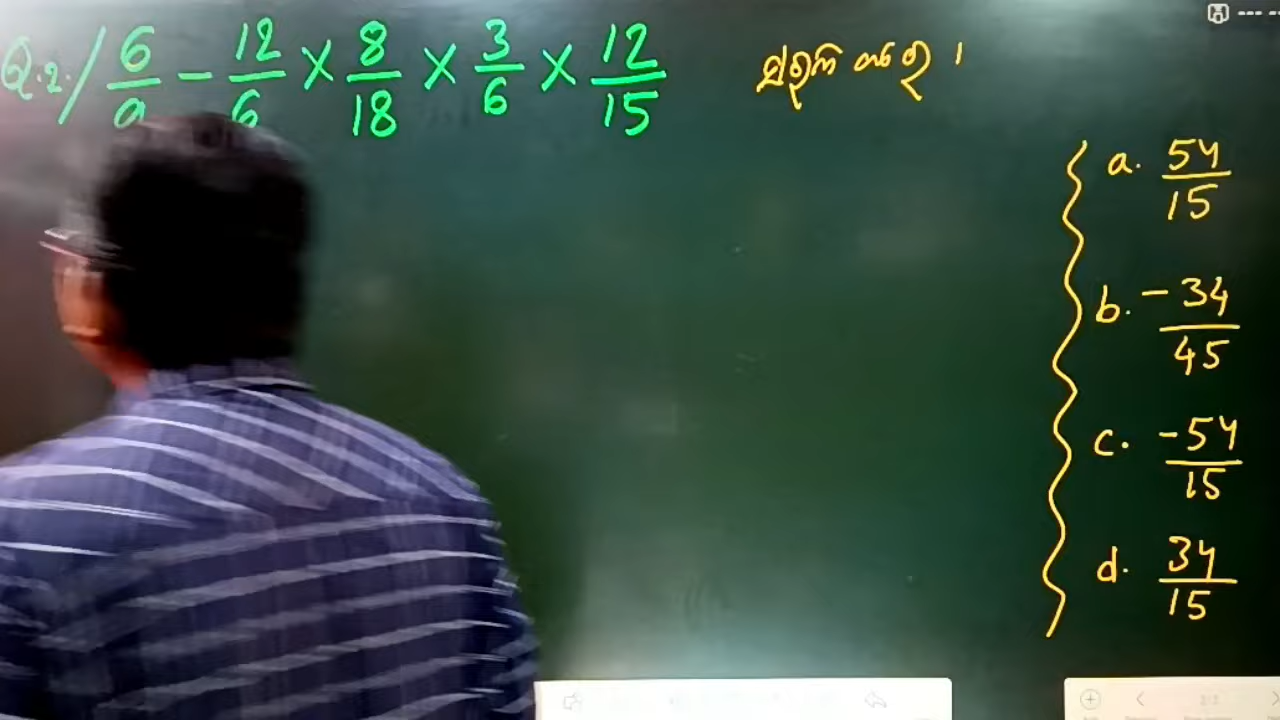 Q.2./ 6/9 - 12/6 × 8/18 × 3/6 × 12/15 ସରଳ କର ।
a. 54/15
b. -34/45
c. -54/15
d. 34/15